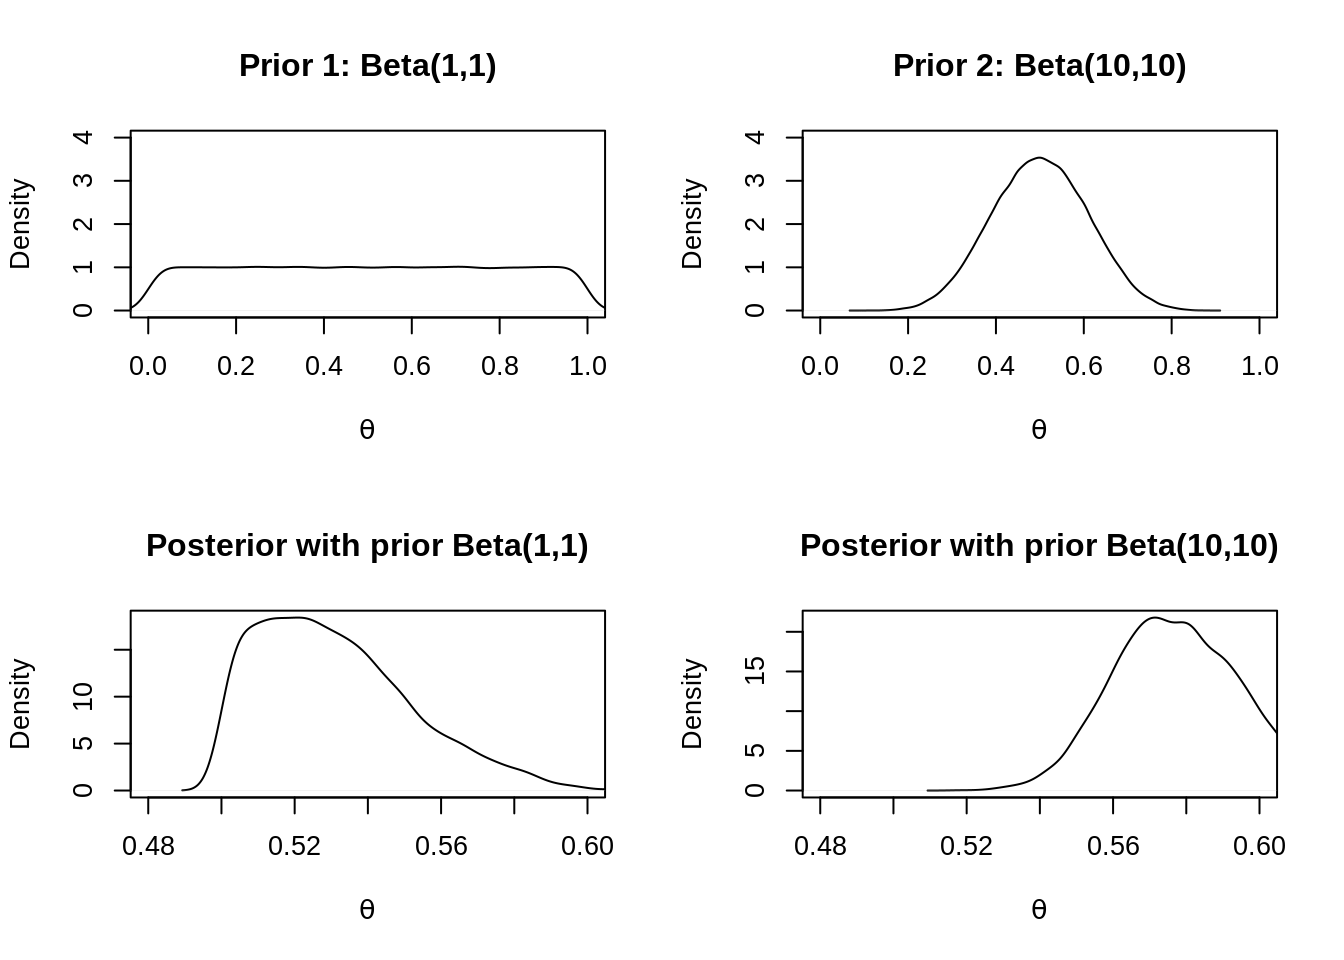 Prior 1: Beta(1,1)
Density
0 1 2 3 4
0.0 0.2 0.4 0.6 0.8 1.0
θ
Prior 2: Beta(10,10)
Density
0 1 2 3 4
0.0 0.2 0.4 0.6 0.8 1.0
θ
Posterior with prior Beta(1,1)
Density
0 5 10
0.48 0.52 0.56 0.60
θ
Posterior with prior Beta(10,10)
Density
0 5 15
0.48 0.52 0.56 0.60
θ